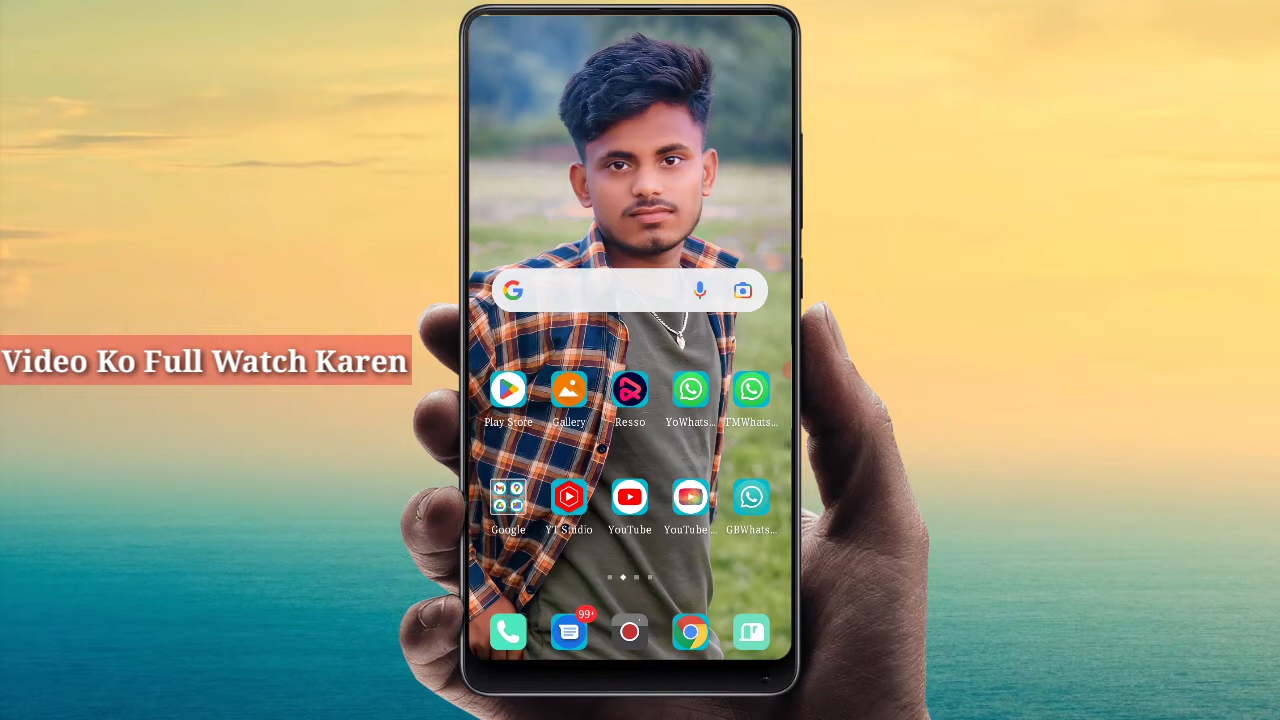 Video Ko Full Watch Karen
Play Store Gallery Resso YoWhats... TMWhats...
Google YT Studio YouTube YouTube ... GBWhats...
99+